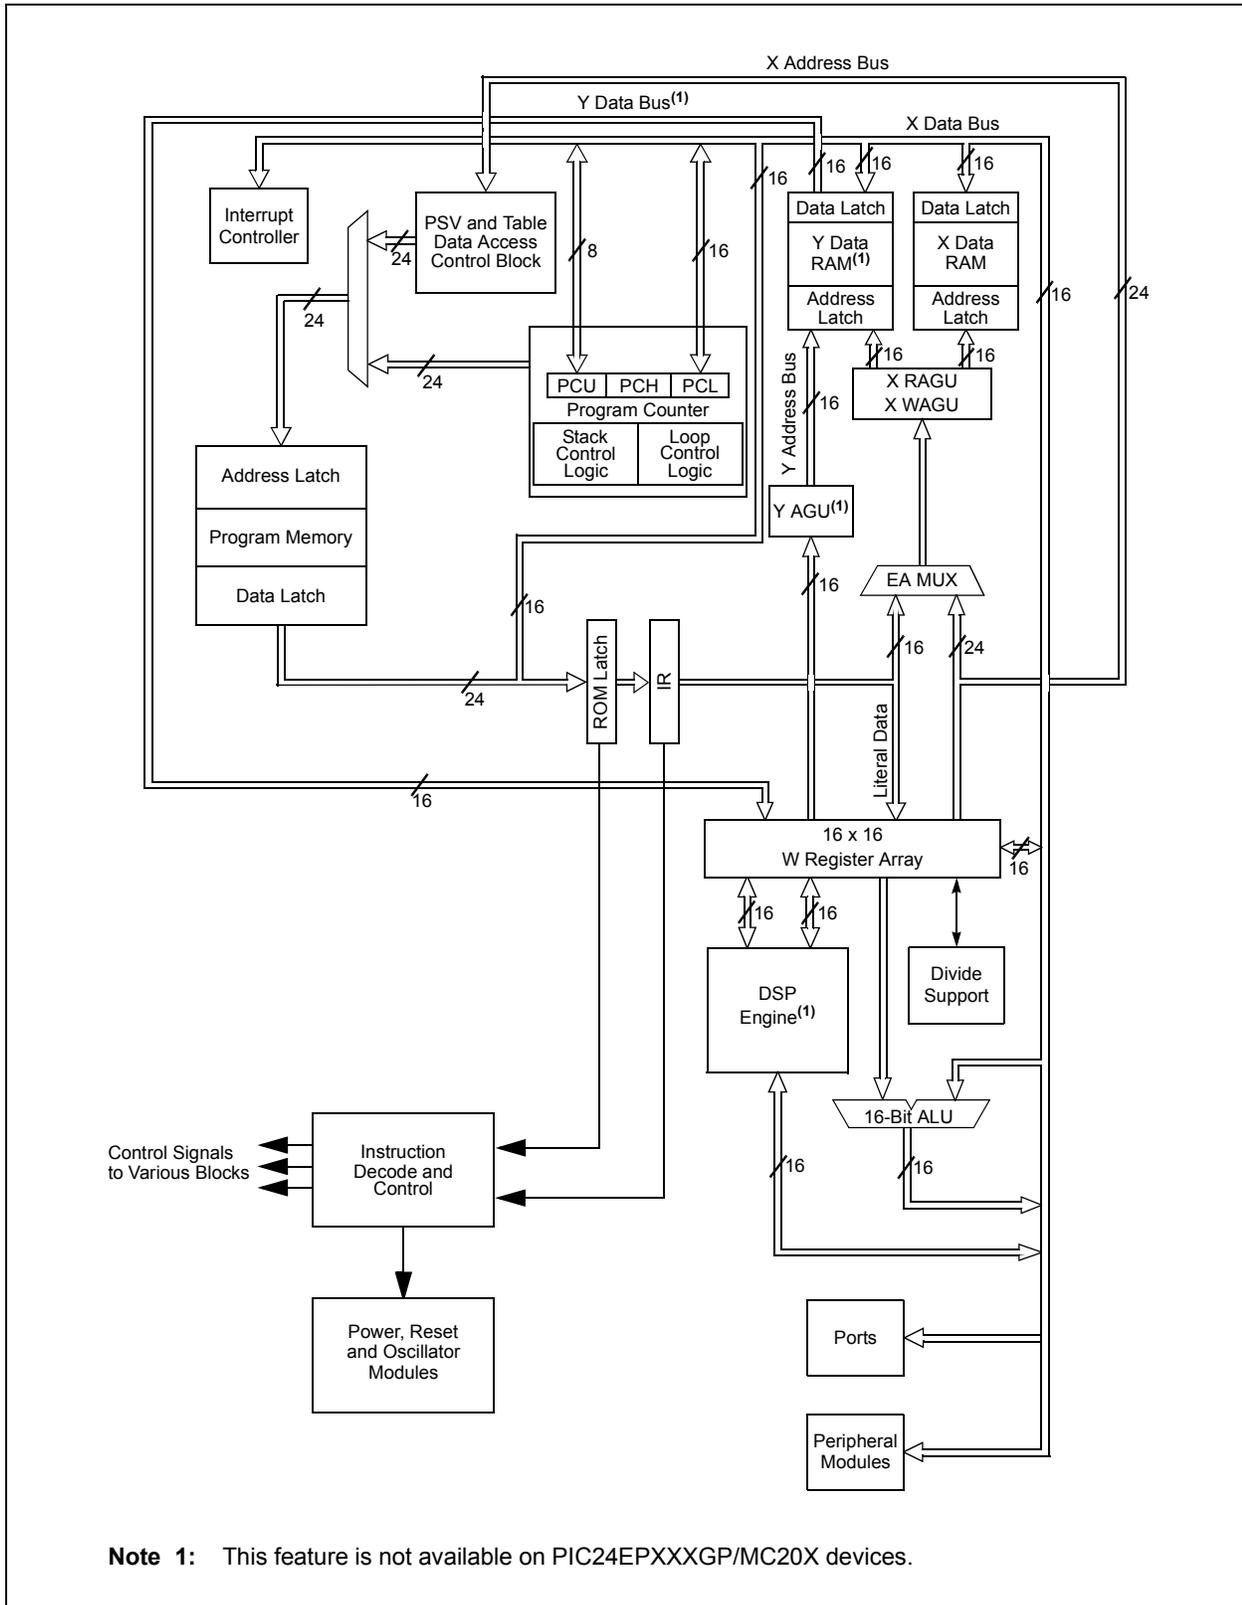 X Address Bus
Y Data Bus(1)
X Data Bus
16
16
16
16
Interrupt
Controller
PSV and Table
Data Access
Control Block
24
8
16
Data Latch
Y Data
RAM(1)
Address
Latch
Data Latch
X Data
RAM
Address
Latch
16
24
24
24
16
16
X RAGU
X WAGU
PCU
PCH
PCL
Program Counter
Stack
Control
Logic
Loop
Control
Logic
Y Address Bus
16
Address Latch
Program Memory
Data Latch
Y AGU(1)
EA MUX
16
16
16
24
24
ROM Latch
IR
Literal Data
16
16 x 16
W Register Array
16
16
16
DSP
Engine(1)
Divide
Support
16-Bit ALU
Control Signals
to Various Blocks
Instruction
Decode and
Control
16
16
Power, Reset
and Oscillator
Modules
Ports
Peripheral
Modules
Note 1: This feature is not available on PIC24EPXXXGP/MC20X devices.